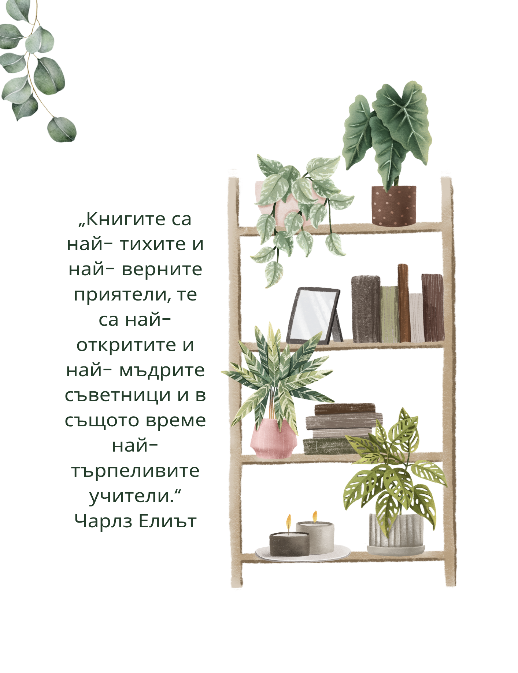 „Книгите са
най– тихите и
най– верните
приятели, те
са най–
откритите и
най– мъдрите
съветници и в
същото време
най–
търпеливите
учители.“
Чарлз Елиът